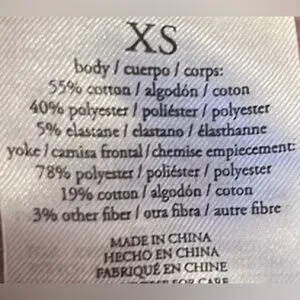 XS
body / cuerpo / corps:
55% cotton / algodón / coton
40% polyester / poliéster / polyester
5% elastane / elastano / élasthanne
yoke / camisa frontal / chemise empiecement:
78% polyester / poliéster / polyester
19% cotton / algodón / coton
3% other fiber / otra fibra / autre fibre
MADE IN CHINA
HECHO EN CHINA
FABRIQUÉ EN CHINE
FOR CARE